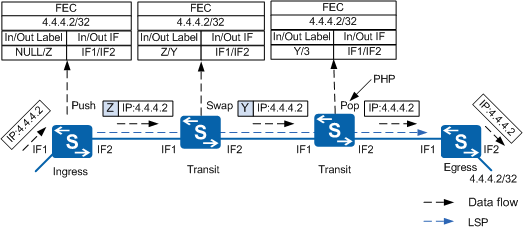 FEC
4.4.4.2/32
In/Out Label In/Out IF
NULL/Z IF1/IF2
FEC
4.4.4.2/32
In/Out Label In/Out IF
Z/Y IF1/IF2
FEC
4.4.4.2/32
In/Out Label In/Out IF
Y/3 IF1/IF2
PHP
IP:4.4.4.2
Push
Z IP:4.4.4.2
Swap
Y IP:4.4.4.2
Pop
IP:4.4.4.2
IP:4.4.4.2
S
S
S
S
IF1
IF2
IF1
IF2
IF1
IF2
IF1
IF2
Ingress
Transit
Transit
Egress
4.4.4.2/32
Data flow
LSP